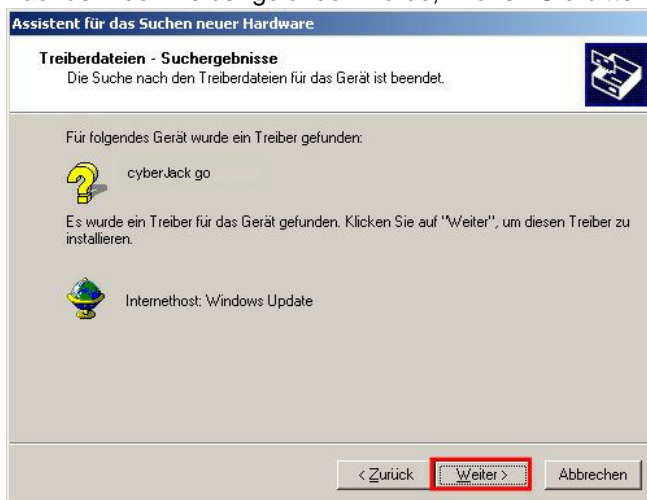 Assistent für das Suchen neuer Hardware
Treiberdateien - Suchergebnisse
Die Suche nach den Treiberdateien für das Gerät ist beendet.
Für folgendes Gerät wurde ein Treiber gefunden:
cyberJack go
Es wurde ein Treiber für das Gerät gefunden. Klicken Sie auf "Weiter", um diesen Treiber zu
installieren.
Internethost: Windows Update
< Zurück Weiter > Abbrechen